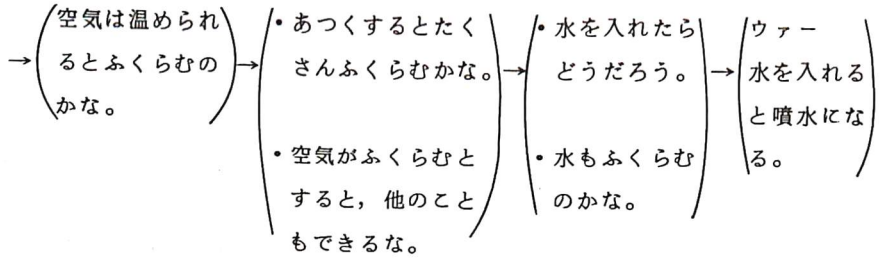 →(空気は温められ
るとふくらむの
かな。)
→(・あつくするとたく
さんふくらむかな。
・空気がふくらむと
すると，他のこと
もできるな。)
→(・水を入れたら
どうだろう。
・水もふくらむ
のかな。)
→(ウァー
水を入れる
と噴水にな
る。)